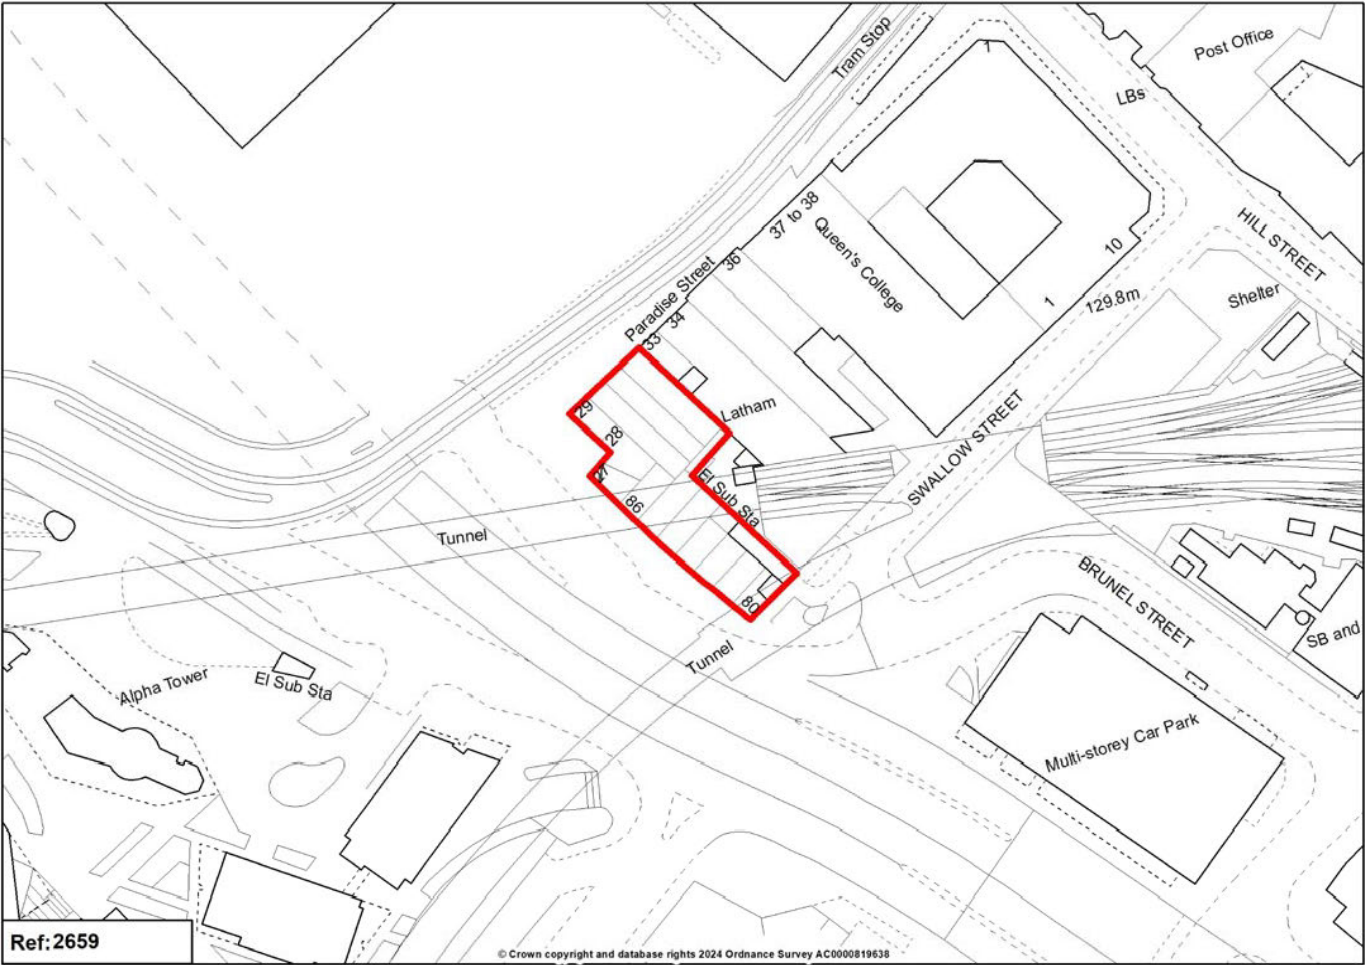 Tram Stop
Post Office
LBs
1
37 to 38
Queen's College
10
1
129.8m
HILL STREET
Shelter
Paradise Street
36
34
33
29
28
27
86
80
Latham
El Sub Sta
SWALLOW STREET
Tunnel
Tunnel
BRUNEL STREET
SB and
Alpha Tower
El Sub Sta
Multi-storey Car Park
Ref:2659
© Crown copyright and database rights 2024 Ordnance Survey AC0000819638